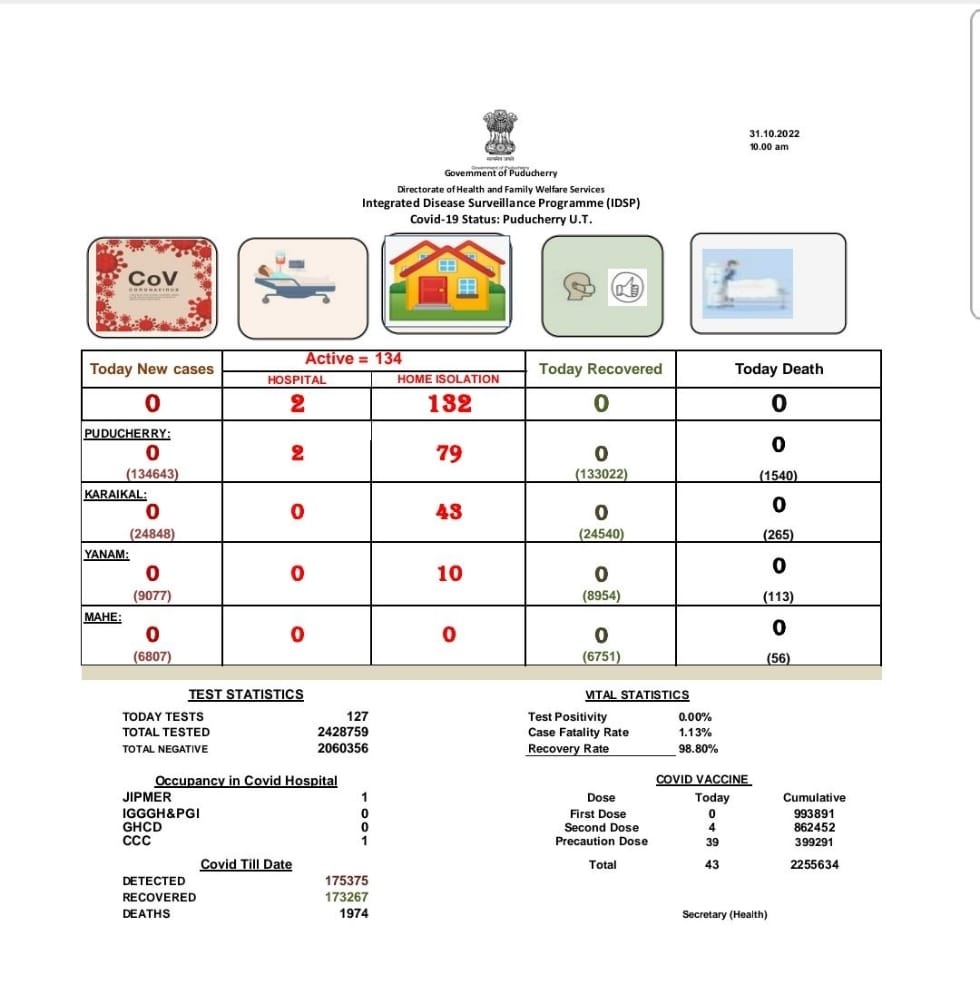 31.10.2022
10.00 am
सत्यमेव जयते
Government of Puducherry
Government of Puducherry
Directorate of Health and Family Welfare Services
Integrated Disease Surveillance Programme (IDSP)
Covid-19 Status: Puducherry U.T.
CoV
CORONAVIRUS
Today New cases
Active = 134
HOSPITAL HOME ISOLATION
Today Recovered
Today Death
0 2 132 0 0
PUDUCHERRY:
0 2 79 0 0
(134643) (133022) (1540)
KARAIKAL:
0 0 43 0 0
(24848) (24540) (265)
YANAM:
0 0 10 0 0
(9077) (8954) (113)
MAHE:
0 0 0 0 0
(6807) (6751) (56)
TEST STATISTICS
TODAY TESTS 127
TOTAL TESTED 2428759
TOTAL NEGATIVE 2060356
VITAL STATISTICS
Test Positivity 0.00%
Case Fatality Rate 1.13%
Recovery Rate 98.80%
Occupancy in Covid Hospital
JIPMER 1
IGGGH&PGI 0
GHCD 0
CCC 1
COVID VACCINE
Dose Today Cumulative
First Dose 0 993891
Second Dose 4 862452
Precaution Dose 39 399291
Total 43 2255634
Covid Till Date
DETECTED 175375
RECOVERED 173267
DEATHS 1974
Secretary (Health)